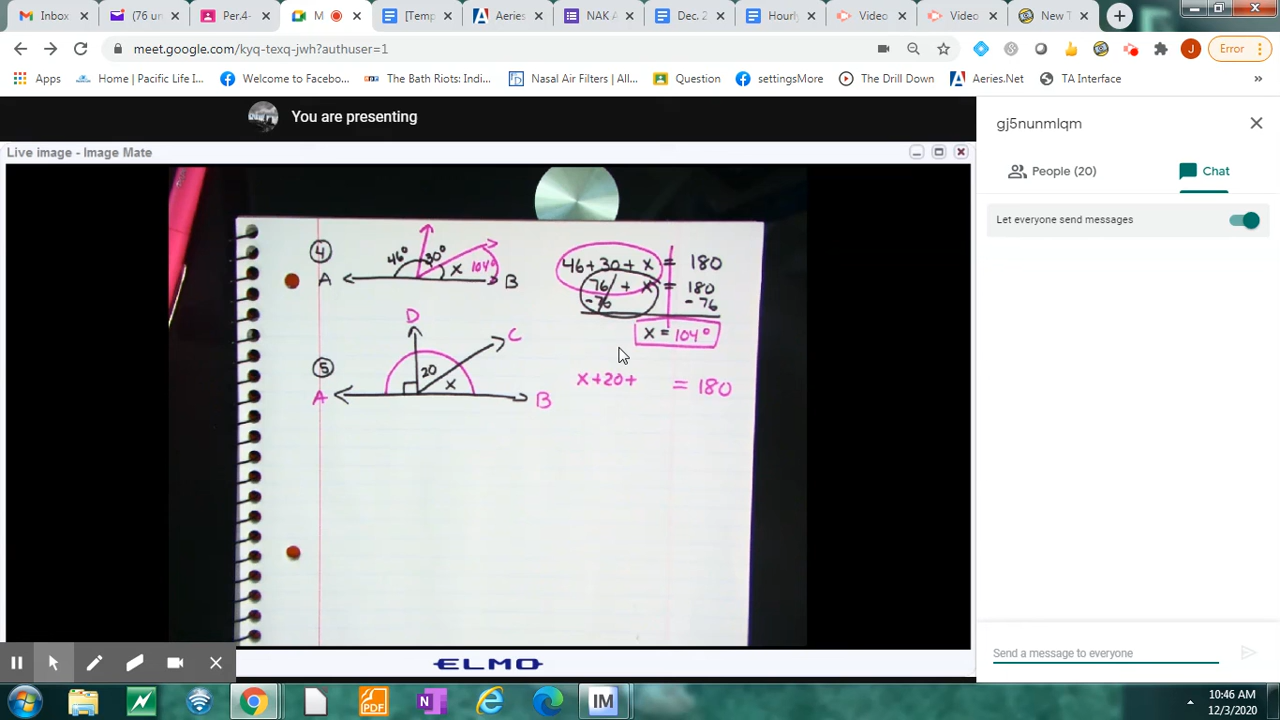 Inbox
(76 un
Per.4-
M
[Temp
Aeries
NAK A
Dec. 2
Hourly
Video
Video
New T
meet.google.com/kyq-texq-jwh?authuser=1
J
Error
Apps
Home | Pacific Life I...
Welcome to Facebo...
The Bath Riots: Indi...
Nasal Air Filters | All...
Question
settingsMore
The Drill Down
Aeries.Net
TA Interface
»
You are presenting
Live image - Image Mate
4
46° 30°
x 104°
A B
46+30+x = 180
76 + x = 180
-76 - 76
x = 104°
5
D
C
20
x
A B
x+20+ = 180
ELMO
gj5nunmlqm
People (20)
Chat
Let everyone send messages
Send a message to everyone
PDF
N
IM
10:46 AM
12/3/2020